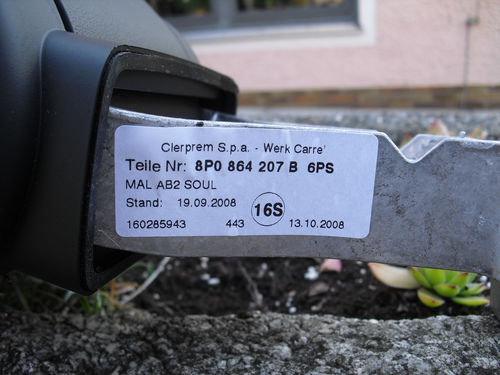 Clerprem S.p.a. - Werk Carre'
Teile Nr: 8P0 864 207 B 6PS
MAL AB2 SOUL
Stand: 19.09.2008 16S
160285943 443 13.10.2008